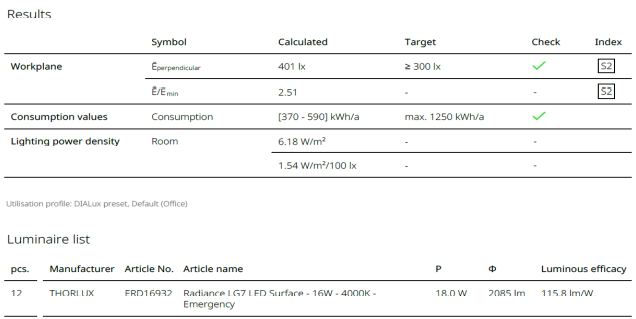 Results
Symbol Calculated Target Check Index
Workplane Ēperpendicular 401 lx ≥ 300 lx S2
Ē/Emin 2.51 - - S2
Consumption values Consumption [370 - 590] kWh/a max. 1250 kWh/a
Lighting power density Room 6.18 W/m² - -
1.54 W/m²/100 lx - -
Utilisation profile: DIALux preset, Default (Office)
Luminaire list
pcs. Manufacturer Article No. Article name P Φ Luminous efficacy
12 THORLUX ERD16932 Radiance LG7 LED Surface - 16W - 4000K - 18.0 W 2085 lm 115.8 lm/W
Emergency